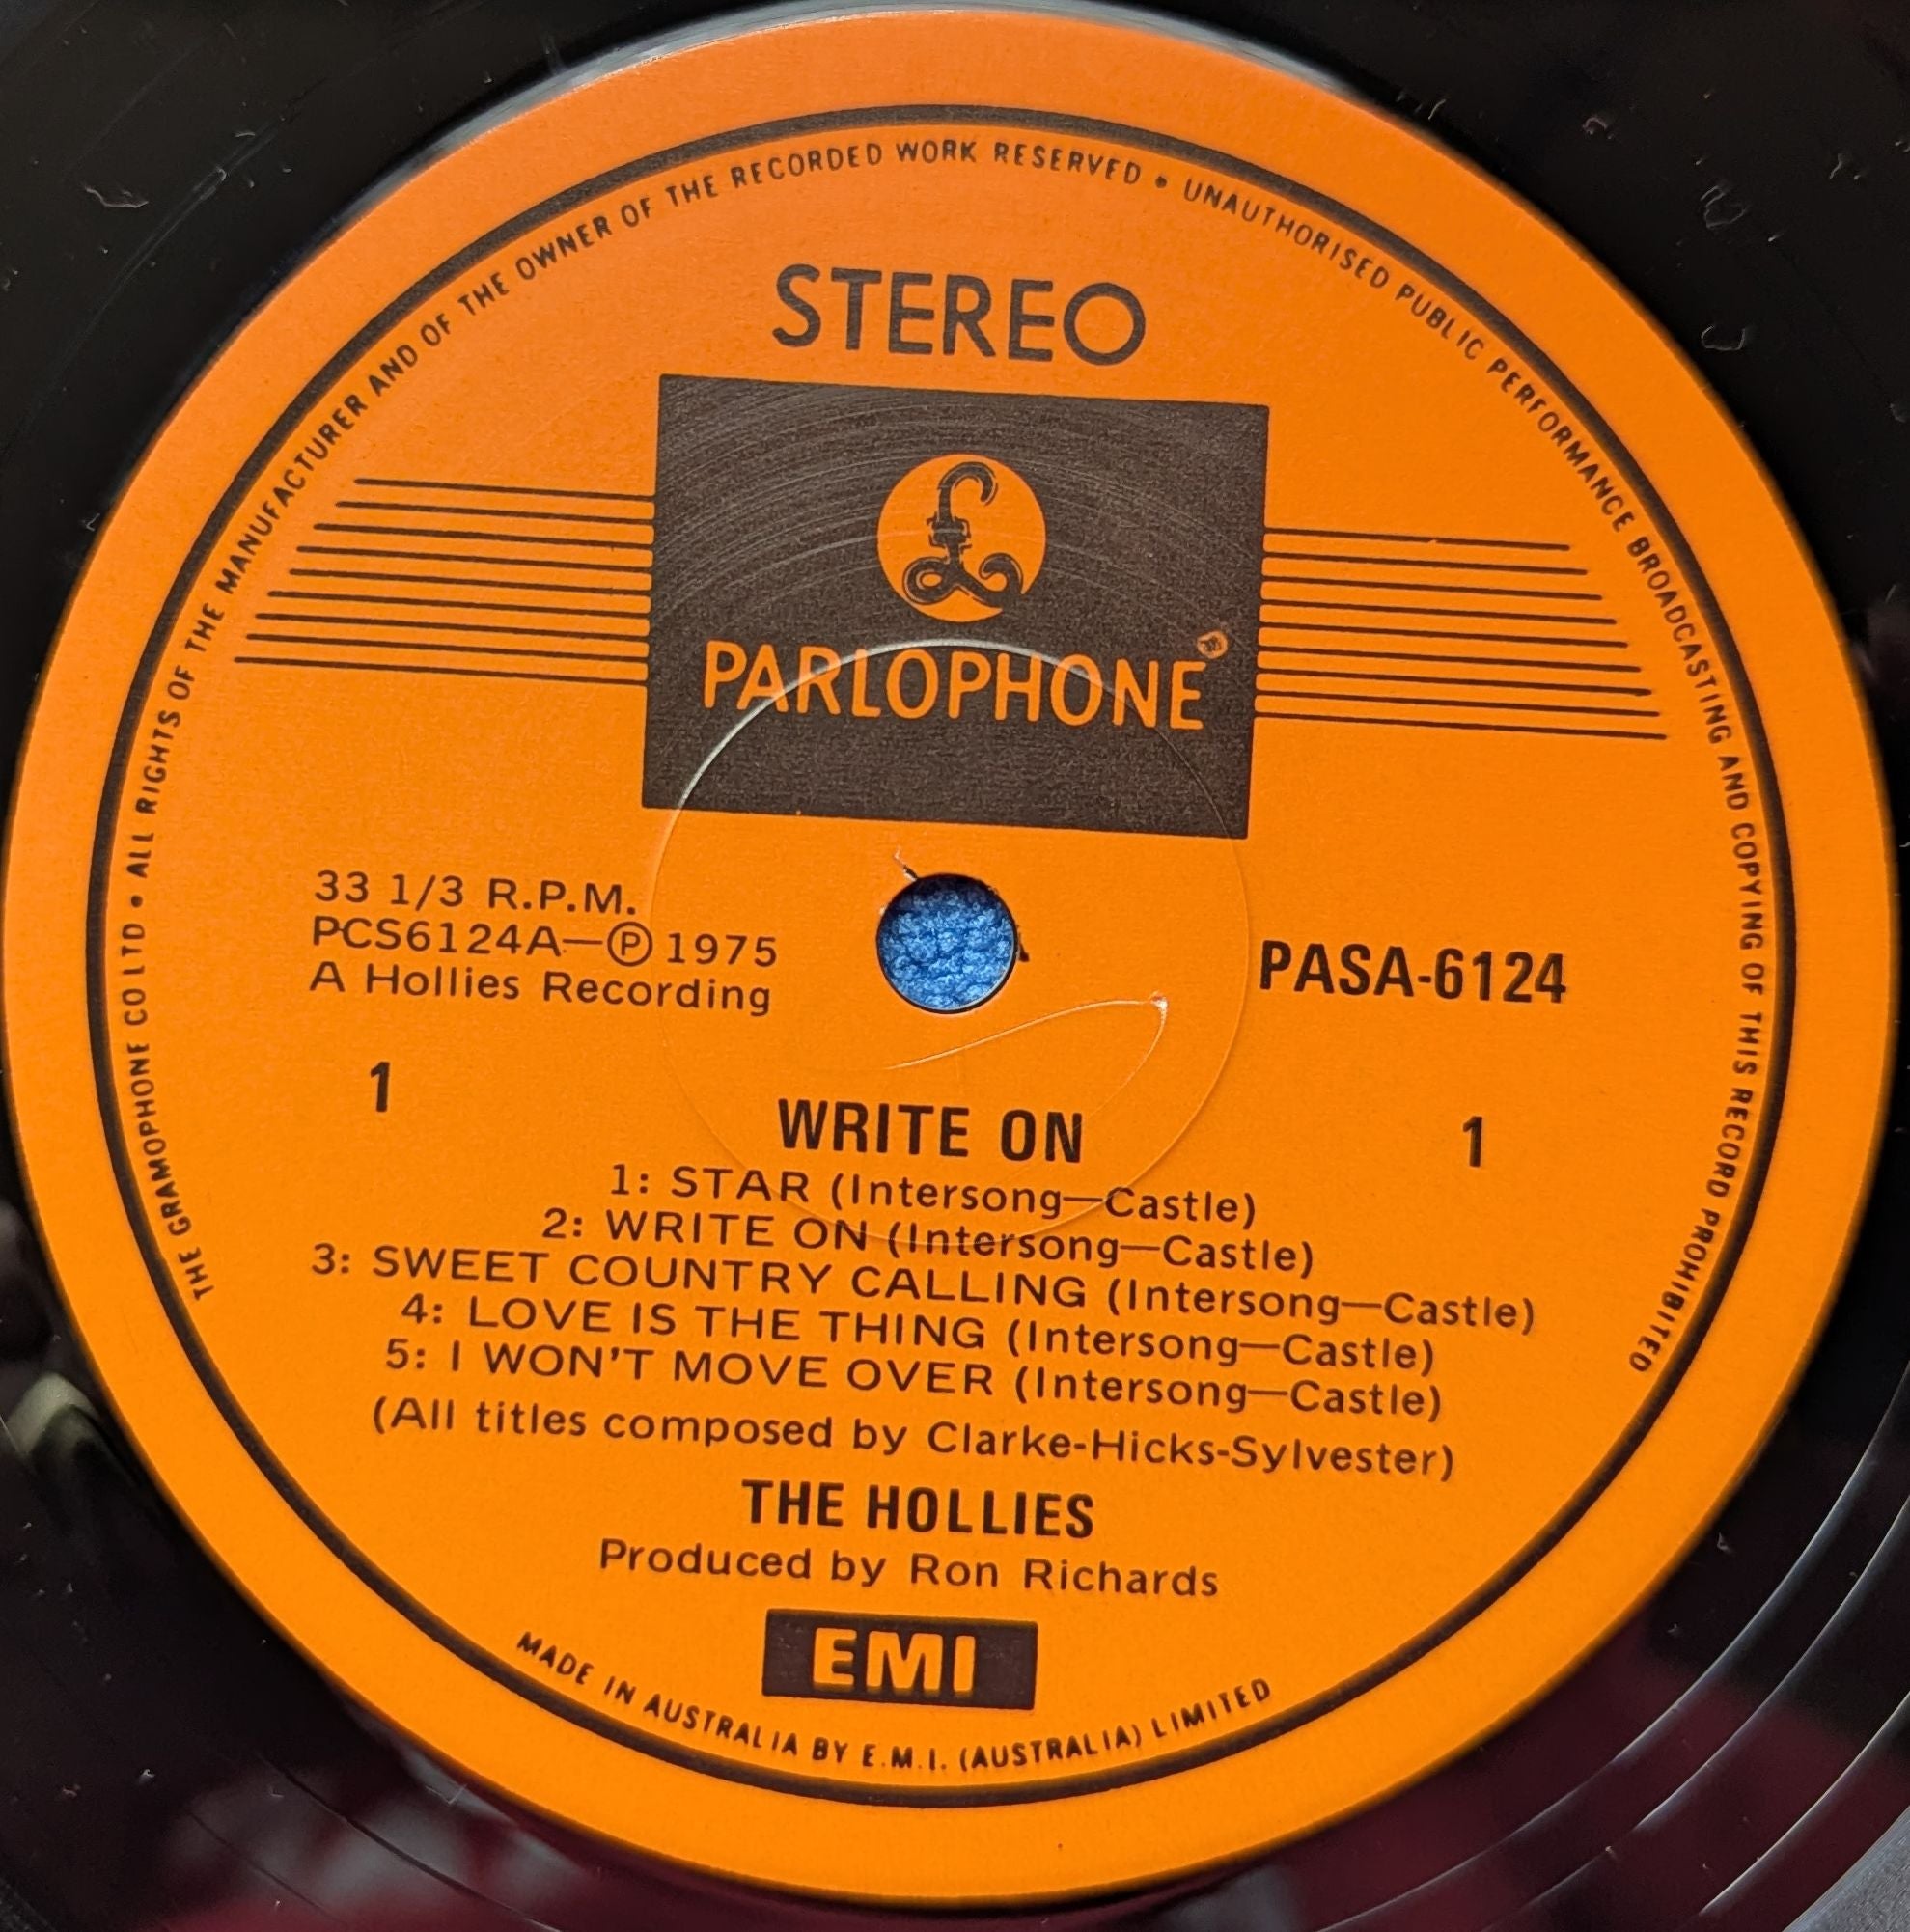 THE GRAMOPHONE CO LTD • ALL RIGHTS OF THE MANUFACTURER AND OF THE OWNER OF THE RECORDED WORK RESERVED • UNAUTHORISED PUBLIC PERFORMANCE BROADCASTING AND COPYING OF THIS RECORD PROHIBITED
STEREO
PARLOPHONE®
33 1/3 R.P.M.
PCS6124A—Ⓟ 1975
A Hollies Recording
PASA-6124
1
1
WRITE ON
1: STAR (Intersong—Castle)
2: WRITE ON (Intersong—Castle)
3: SWEET COUNTRY CALLING (Intersong—Castle)
4: LOVE IS THE THING (Intersong—Castle)
5: I WON'T MOVE OVER (Intersong—Castle)
(All titles composed by Clarke-Hicks-Sylvester)
THE HOLLIES
Produced by Ron Richards
EMI
MADE IN AUSTRALIA BY E.M.I. (AUSTRALIA) LIMITED